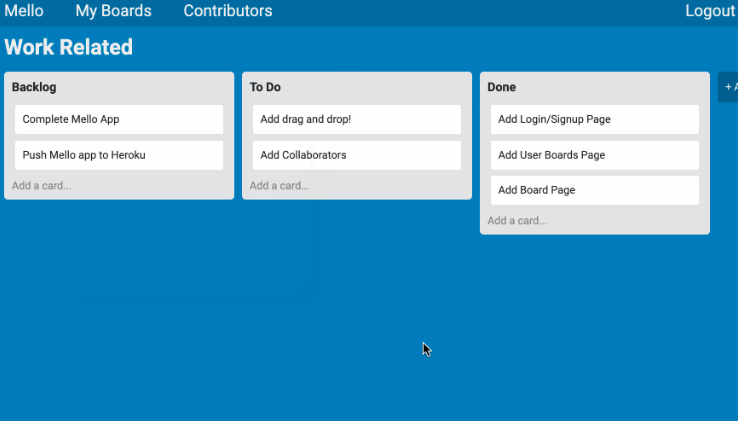 Mello My Boards Contributors Logout
Work Related
Backlog
Complete Mello App
Push Mello app to Heroku
Add a card...
To Do
Add drag and drop!
Add Collaborators
Add a card...
Done
Add Login/Signup Page
Add User Boards Page
Add Board Page
Add a card...
+